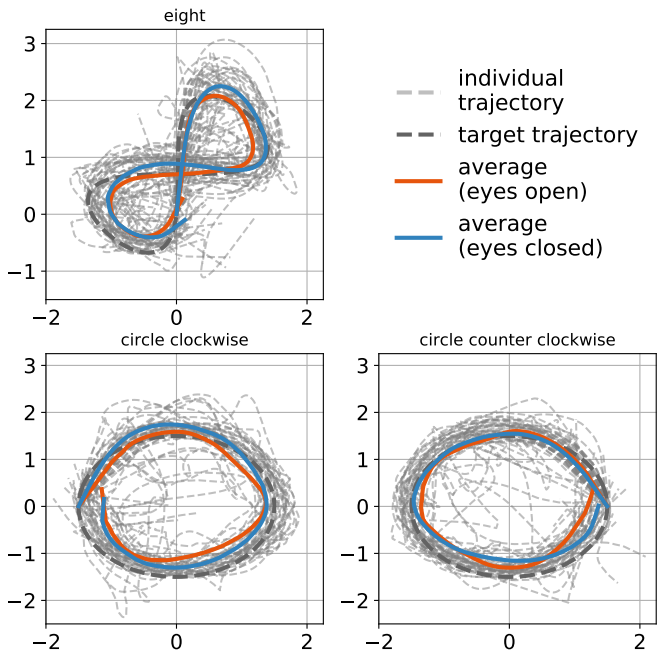 eight
3
2
1
0
−1
−2
0
2
individual
trajectory
target trajectory
average
(eyes open)
average
(eyes closed)
circle clockwise
3
2
1
0
−1
−2
−2
0
2
circle counter clockwise
3
2
1
0
−1
−2
−2
0
2